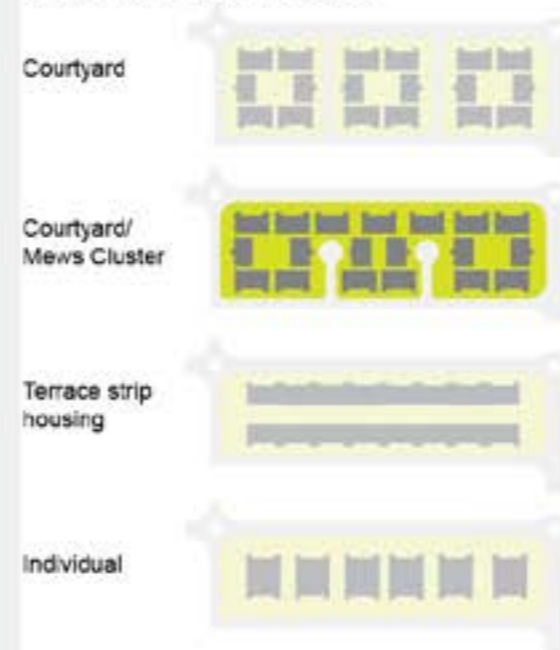 Courtyard
Courtyard/
Mews Cluster
Terrace strip
housing
Individual